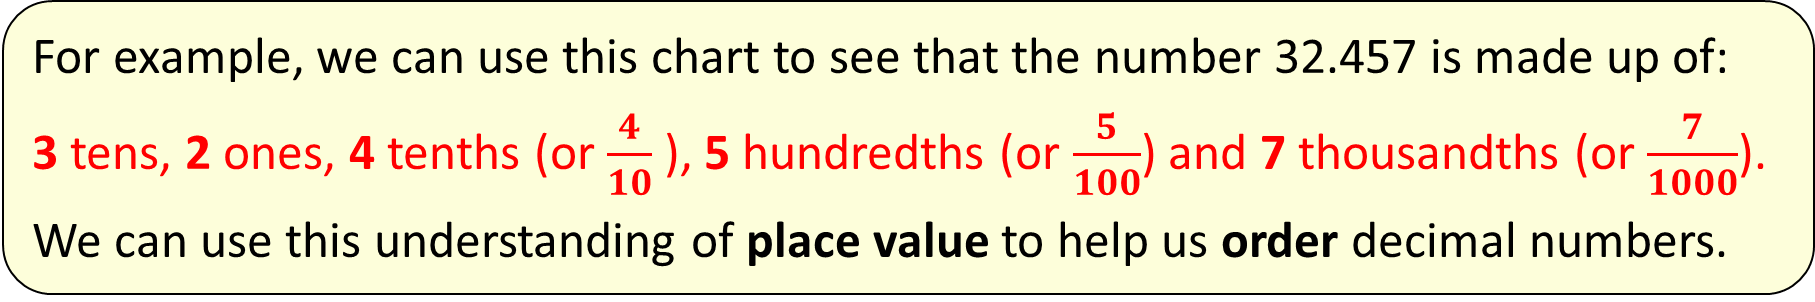 For example, we can use this chart to see that the number 32.457 is made up of:
3 tens, 2 ones, 4 tenths (or 4/10 ), 5 hundredths (or 5/100) and 7 thousandths (or 7/1000).
We can use this understanding of place value to help us order decimal numbers.